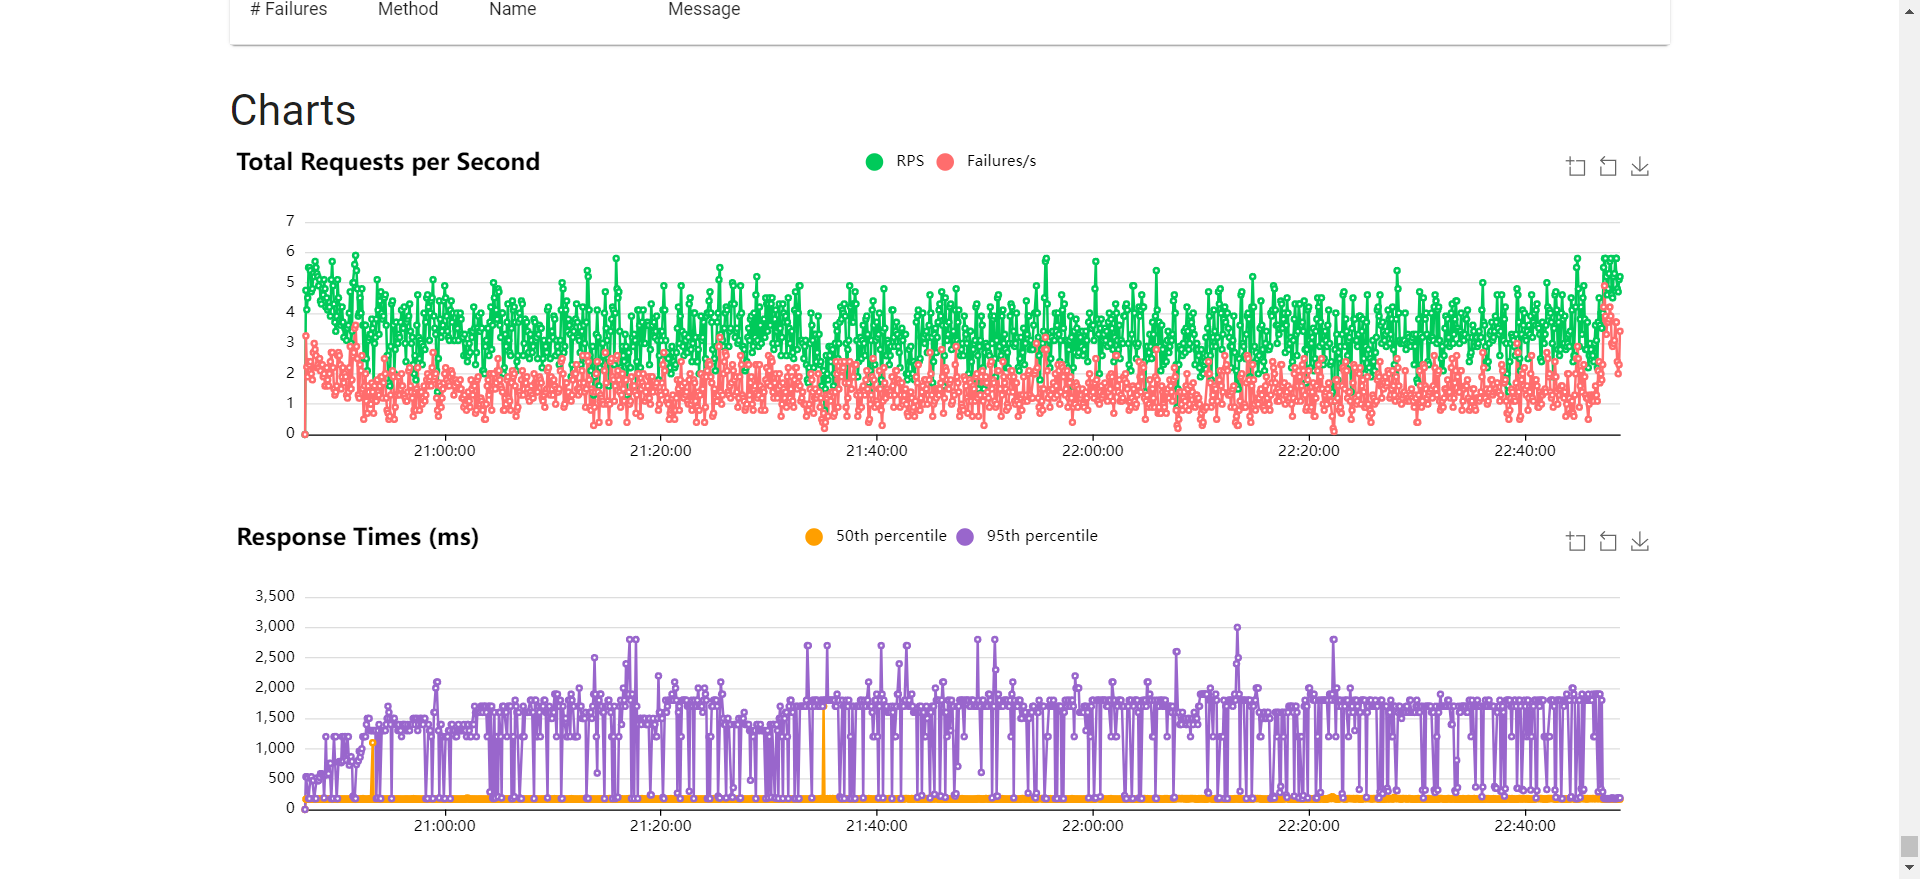 # Failures Method Name Message
Charts
Total Requests per Second
RPS Failures/s
7
6
5
4
3
2
1
0
21:00:00 21:20:00 21:40:00 22:00:00 22:20:00 22:40:00
Response Times (ms)
50th percentile 95th percentile
3,500
3,000
2,500
2,000
1,500
1,000
500
0
21:00:00 21:20:00 21:40:00 22:00:00 22:20:00 22:40:00